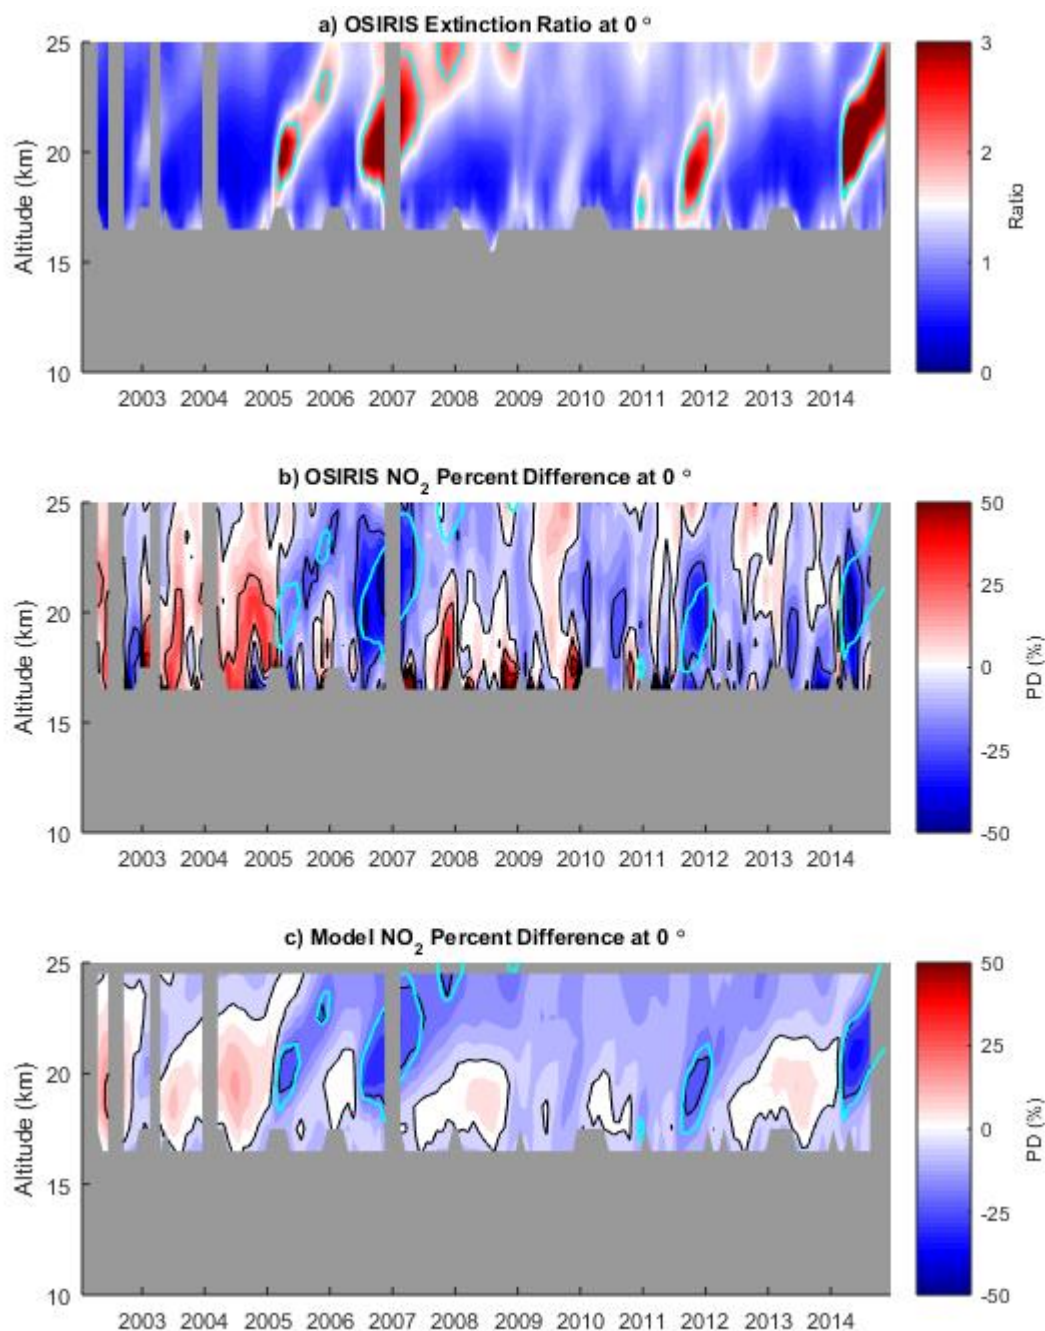 a) OSIRIS Extinction Ratio at 0 °
25
20
15
10
Altitude (km)
2003 2004 2005 2006 2007 2008 2009 2010 2011 2012 2013 2014
3
2
1
0
Ratio
b) OSIRIS NO₂ Percent Difference at 0 °
25
20
15
10
Altitude (km)
2003 2004 2005 2006 2007 2008 2009 2010 2011 2012 2013 2014
50
25
0
-25
-50
PD (%)
c) Model NO₂ Percent Difference at 0 °
25
20
15
10
Altitude (km)
2003 2004 2005 2006 2007 2008 2009 2010 2011 2012 2013 2014
50
25
0
-25
-50
PD (%)